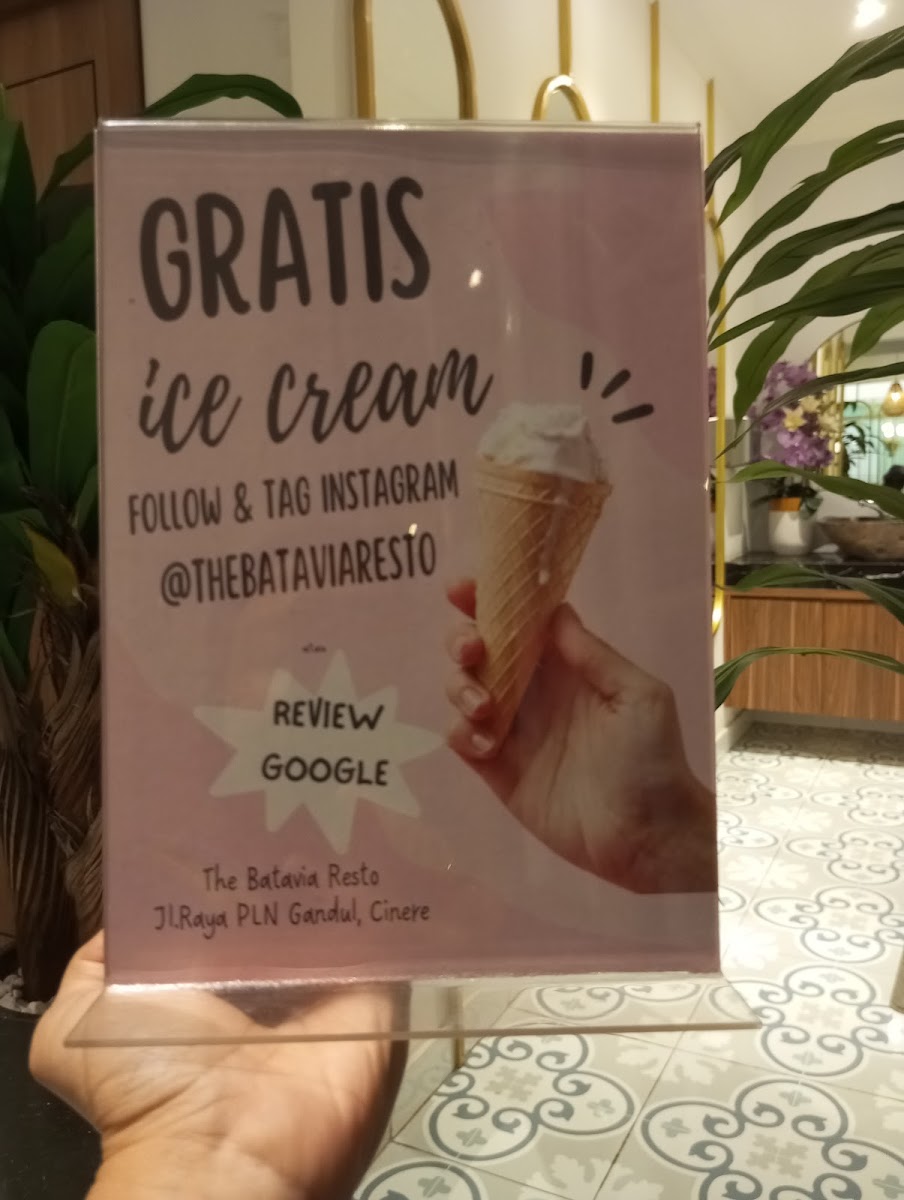 GRATIS
ice cream
FOLLOW & TAG INSTAGRAM
@THEBATAVIARESTO
REVIEW
GOOGLE
The Batavia Resto
Jl.Raya PLN Gandul, Cinere